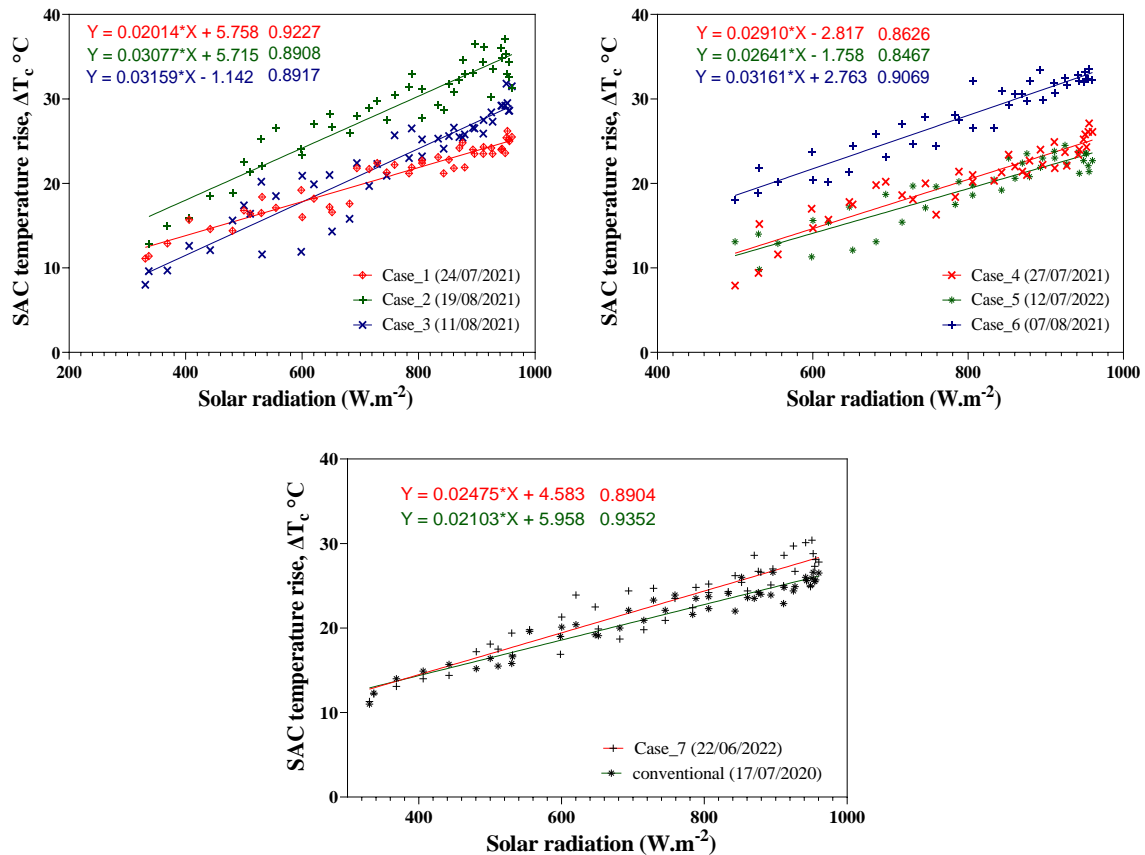 Y = 0.02014*X + 5.758 0.9227
Y = 0.03077*X + 5.715 0.8908
Y = 0.03159*X - 1.142 0.8917
SAC temperature rise, ΔTc °C
40
30
20
10
0
Case_1 (24/07/2021)
Case_2 (19/08/2021)
Case_3 (11/08/2021)
200 400 600 800 1000
Solar radiation (W.m-2)
Y = 0.02910*X - 2.817 0.8626
Y = 0.02641*X - 1.758 0.8467
Y = 0.03161*X + 2.763 0.9069
SAC temperature rise, ΔTc °C
40
30
20
10
0
Case_4 (27/07/2021)
Case_5 (12/07/2022)
Case_6 (07/08/2021)
400 600 800 1000
Solar radiation (W.m-2)
Y = 0.02475*X + 4.583 0.8904
Y = 0.02103*X + 5.958 0.9352
SAC temperature rise, ΔTc °C
40
30
20
10
0
Case_7 (22/06/2022)
conventional (17/07/2020)
400 600 800 1000
Solar radiation (W.m-2)